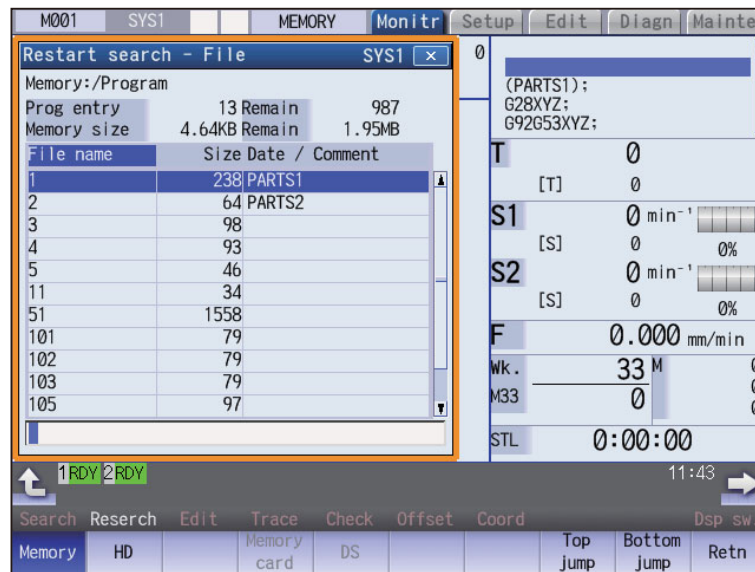 M001 SYS1 MEMORY Monitr Setup Edit Diagn Mainte
Restart search - File SYS1 ×
0
Memory:/Program
Prog entry 13 Remain 987
Memory size 4.64KB Remain 1.95MB
File name Size Date / Comment
1 238 PARTS1
2 64 PARTS2
3 98
4 93
5 46
11 34
51 1558
101 79
102 79
103 79
105 97
(PARTS1);
G28XYZ;
G92G53XYZ;
T 0
[T] 0
S1 0 min⁻¹
[S] 0 0%
S2 0 min⁻¹
[S] 0 0%
F 0.000 mm/min
Wk. 33 M
M33 0
STL 0:00:00
1RDY 2RDY 11:43
Search Reserch Edit Trace Check Offset Coord Dsp sw
Memory HD Memory card DS Top jump Bottom jump Retn